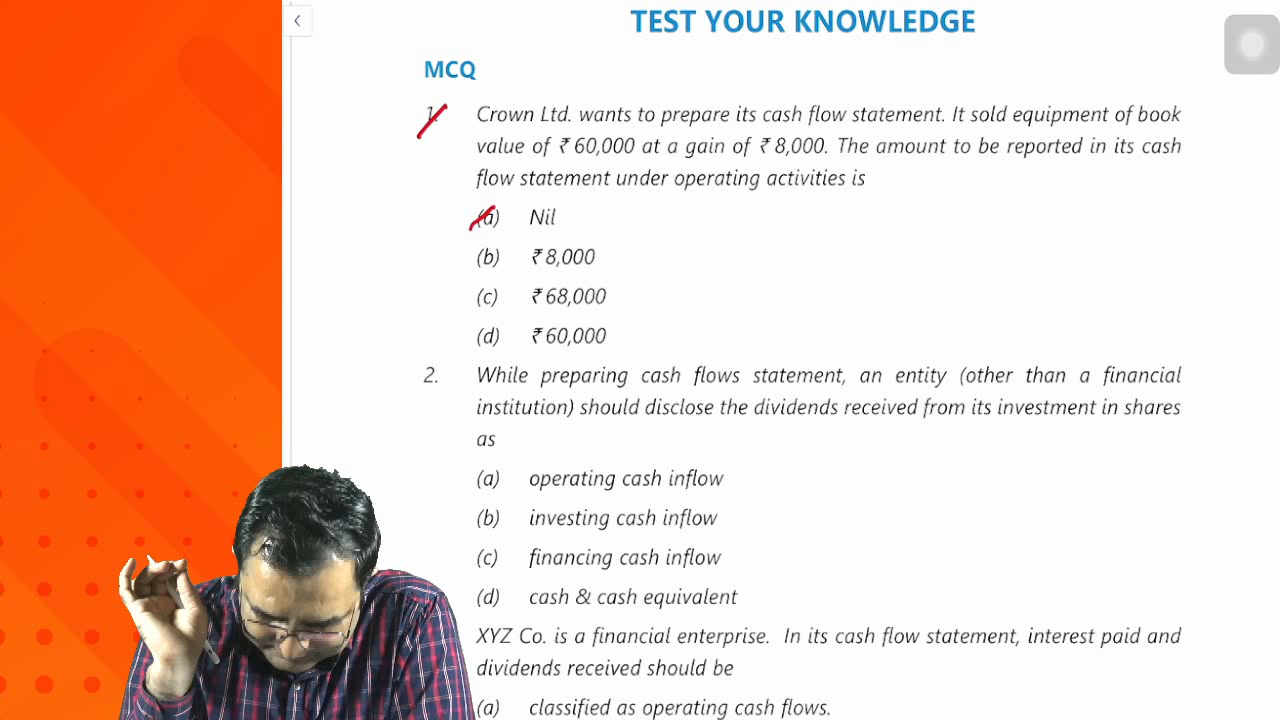 TEST YOUR KNOWLEDGE
MCQ
1. Crown Ltd. wants to prepare its cash flow statement. It sold equipment of book
value of ₹ 60,000 at a gain of ₹ 8,000. The amount to be reported in its cash
flow statement under operating activities is
(a) Nil
(b) ₹ 8,000
(c) ₹ 68,000
(d) ₹ 60,000
2. While preparing cash flows statement, an entity (other than a financial
institution) should disclose the dividends received from its investment in shares
as
(a) operating cash inflow
(b) investing cash inflow
(c) financing cash inflow
(d) cash & cash equivalent
XYZ Co. is a financial enterprise. In its cash flow statement, interest paid and
dividends received should be
(a) classified as operating cash flows.